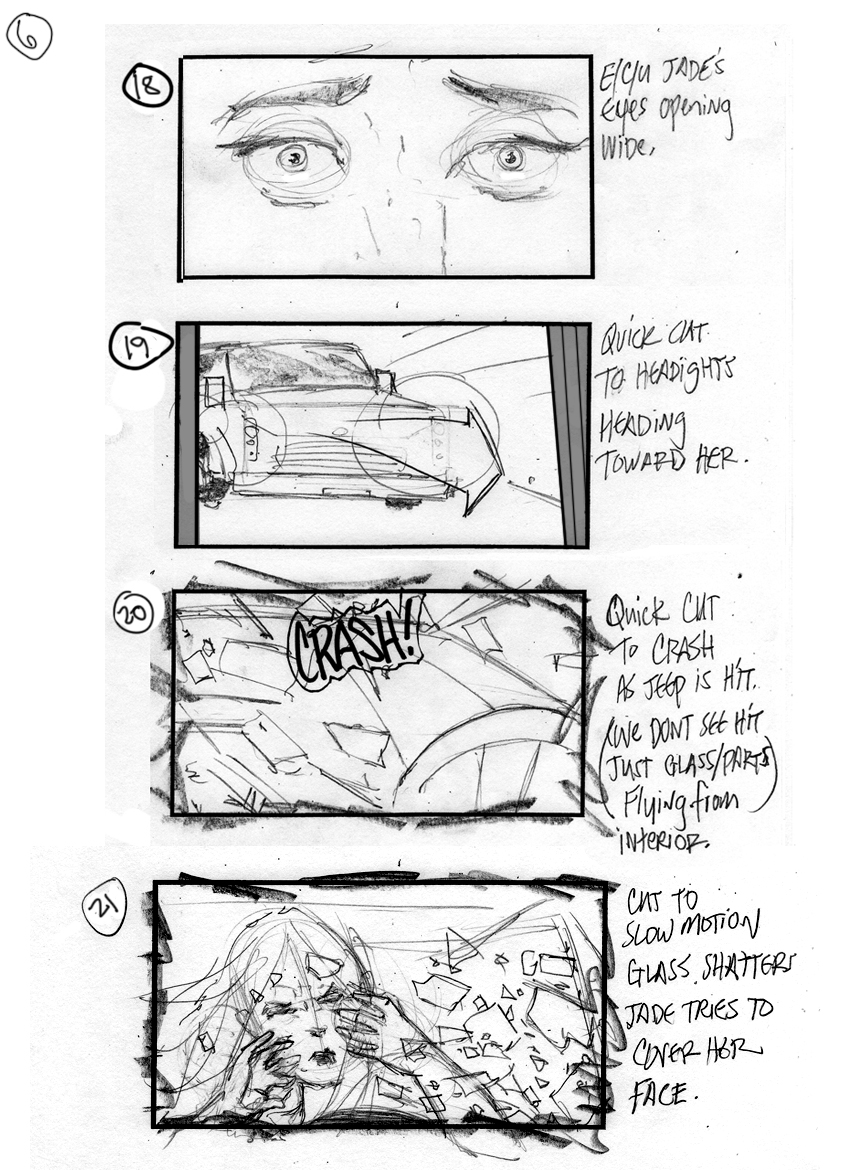 6
18
E/C/U JADE'S
EYES OPENING
WIDE,
19
QUICK CUT
TO HEADIGHTS
HEADING
TOWARD HER.
20
CRASH!
QUICK CUT
TO CRASH
AS JEEP IS HIT.
(WE DONT SEE HIT
JUST GLASS/PARTS
FLYING from
INTERIOR.)
21
CUT TO
SLOW MOTION
GLASS SHATTERS
JADE TRIES TO
COVER HER
FACE.